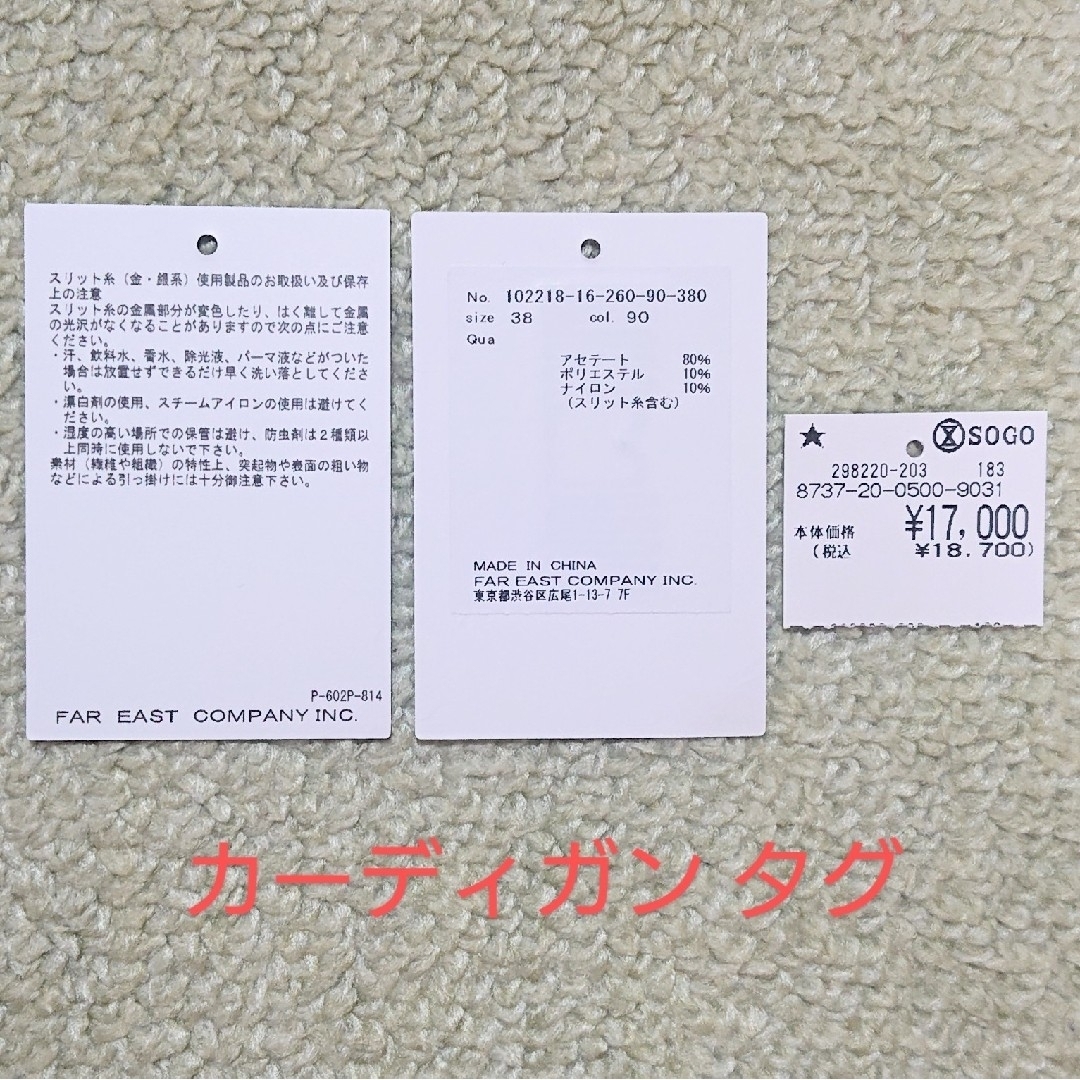 スリット糸（金・銀系）使用製品のお取扱い及び保存
上の注意
スリット糸の金属部分が変色したり、はく離して金属
の光沢がなくなることがありますので次の点にご注意
ください。
・汗、飲料水、香水、除光液、パーマ液などがついた
場合は放置せずできるだけ早く洗い落としてくださ
い。
・漂白剤の使用、スチームアイロンの使用は避けてく
ださい。
・湿度の高い場所での保管は避け、防虫剤は２種類以
上同時に使用しないで下さい。
素材（繊維や組織）の特性上、突起物や表面の粗い物
などによる引っ掛けには十分御注意下さい。
P-602P-814
FAR EAST COMPANY INC.
No. 102218-16-260-90-380
size 38 col. 90
Qua
アセテート 80%
ポリエステル 10%
ナイロン 10%
（スリット糸含む）
MADE IN CHINA
FAR EAST COMPANY INC.
東京都渋谷区広尾1-13-7 7F
★ SOGO
298220-203 183
8737-20-0500-9031
本体価格 ¥17,000
（税込 ¥18.700）
カーディガン タグ